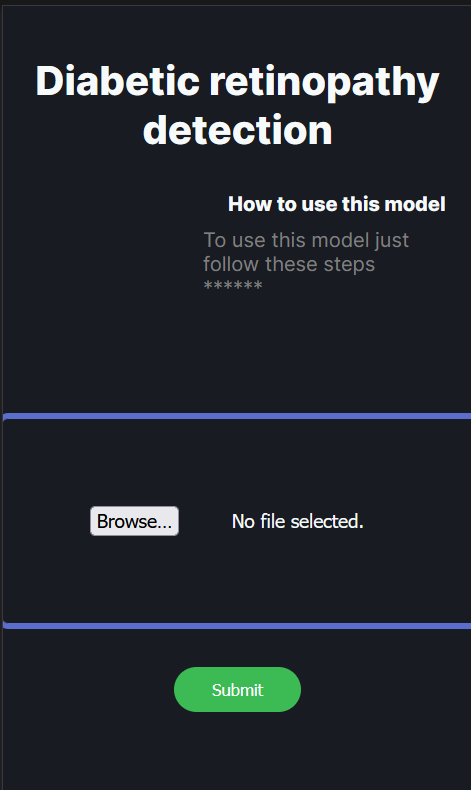 Diabetic retinopathy
detection
How to use this model
To use this model just
follow these steps
******
Browse... No file selected.
Submit